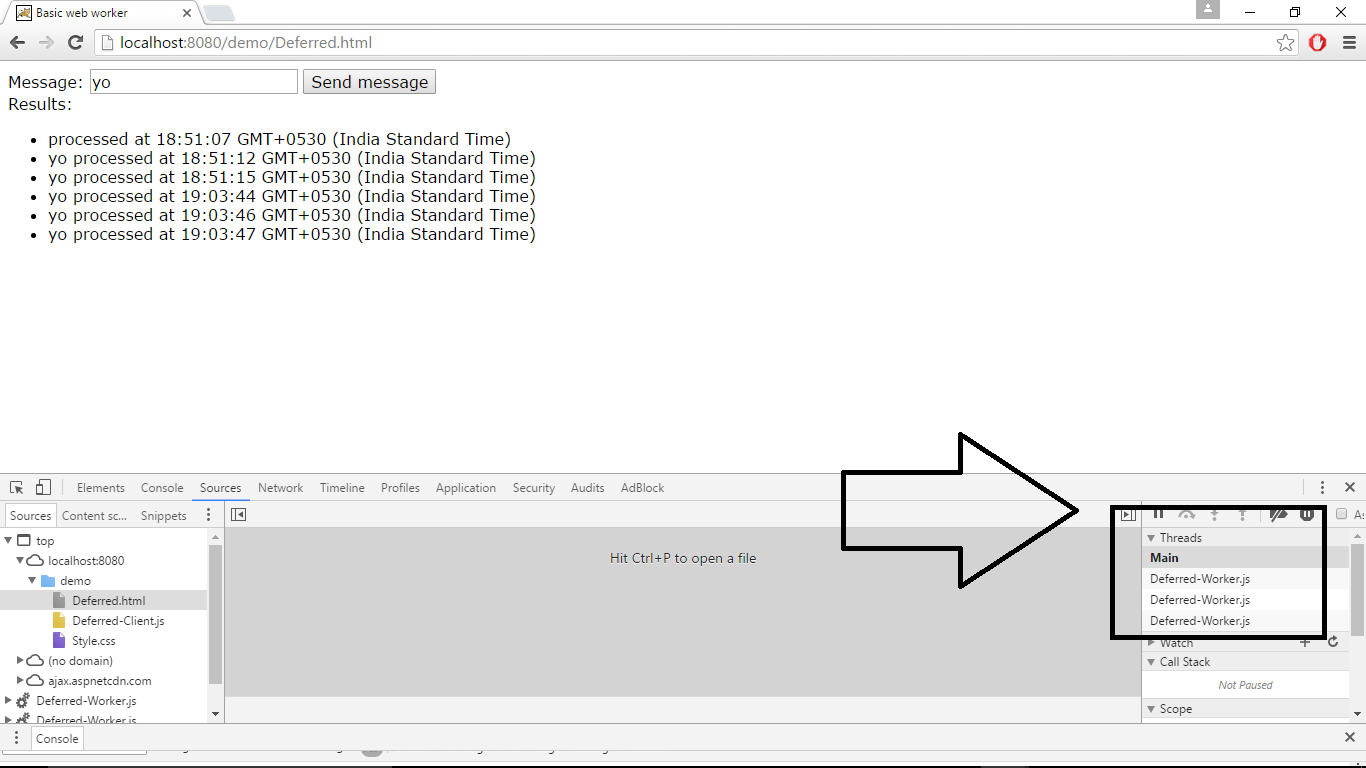 Basic web worker
localhost:8080/demo/Deferred.html
Message: yo Send message
Results:
processed at 18:51:07 GMT+0530 (India Standard Time)
yo processed at 18:51:12 GMT+0530 (India Standard Time)
yo processed at 18:51:15 GMT+0530 (India Standard Time)
yo processed at 19:03:44 GMT+0530 (India Standard Time)
yo processed at 19:03:46 GMT+0530 (India Standard Time)
yo processed at 19:03:47 GMT+0530 (India Standard Time)
Elements Console Sources Network Timeline Profiles Application Security Audits AdBlock
Sources Content sc... Snippets
As
top
localhost:8080
demo
Deferred.html
Deferred-Client.js
Style.css
(no domain)
ajax.aspnetcdn.com
Deferred-Worker.js
Deferred-Worker.js
Hit Ctrl+P to open a file
Threads
Main
Deferred-Worker.js
Deferred-Worker.js
Deferred-Worker.js
Watch
Call Stack
Not Paused
Scope
Console